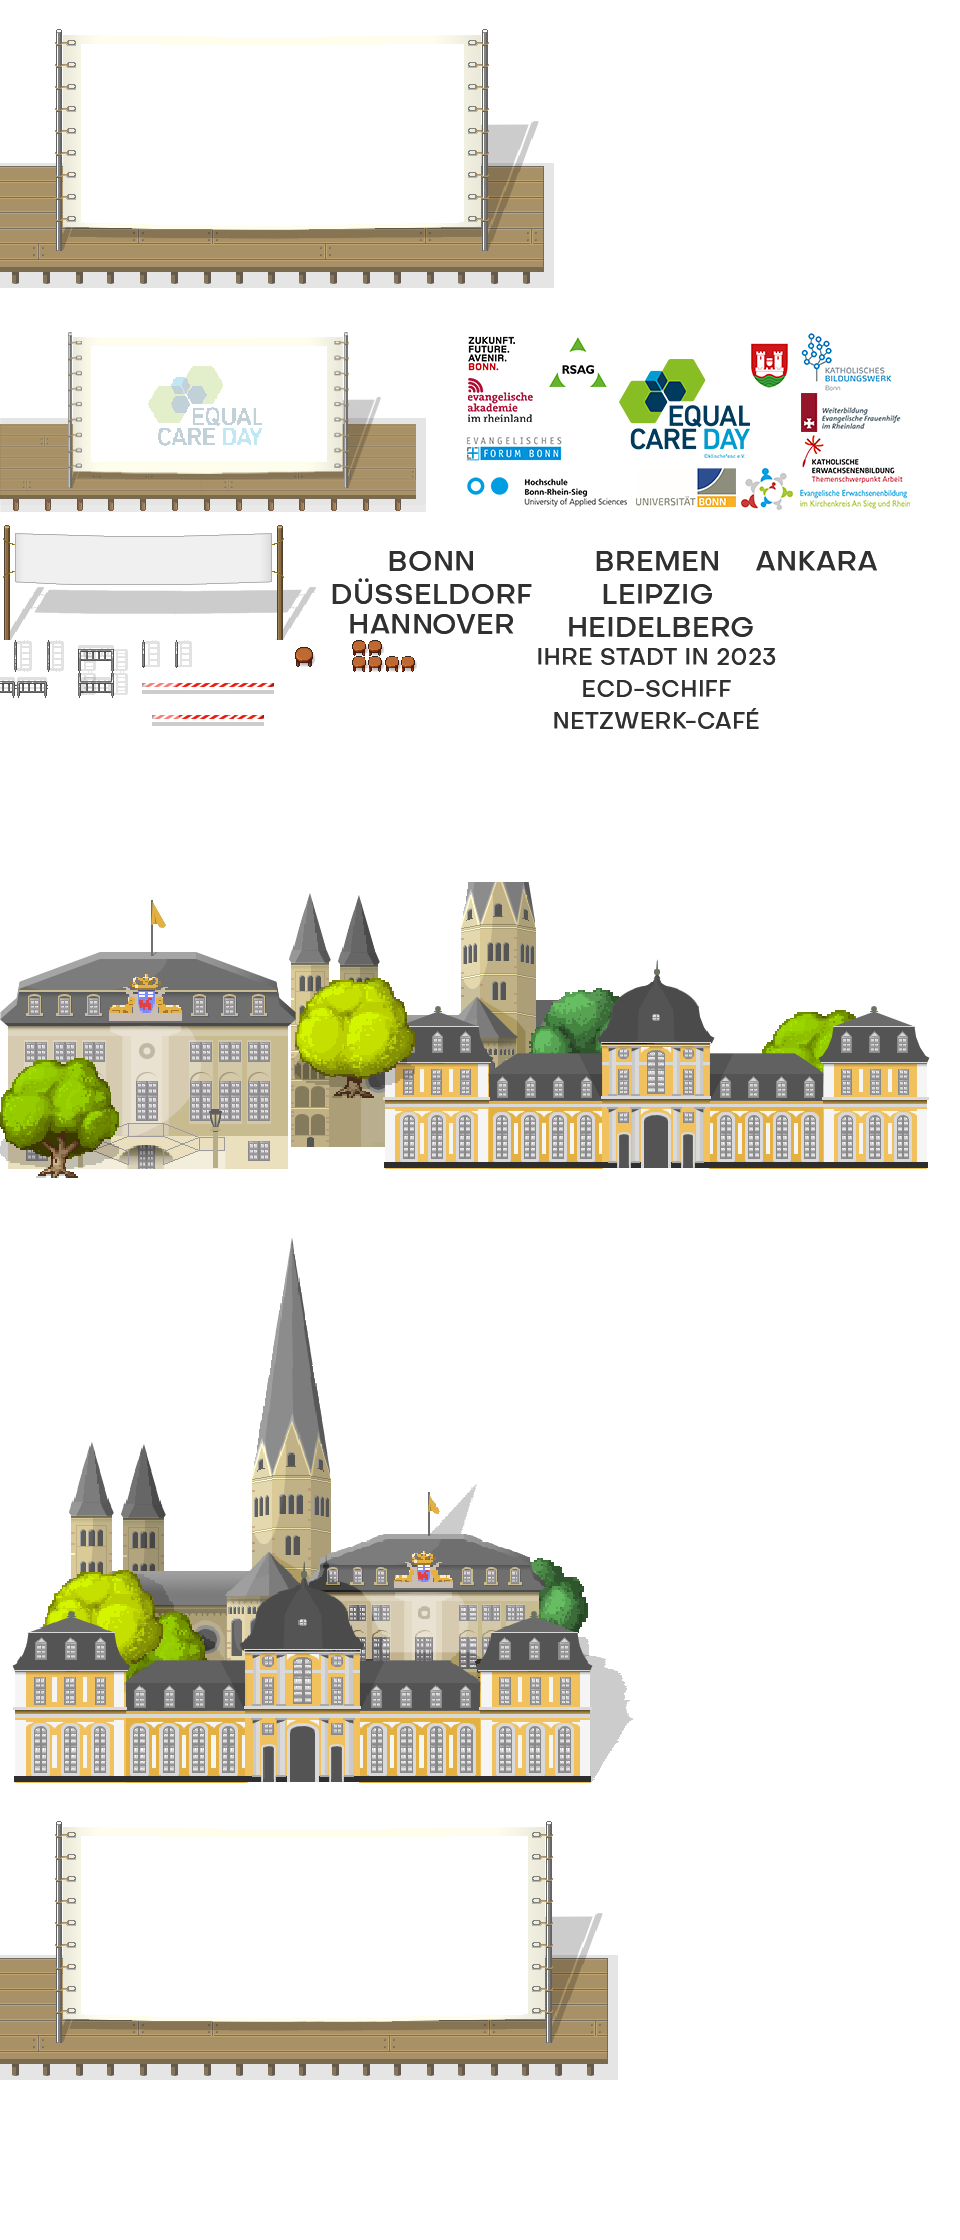 EQUAL
CARE DAY
ZUKUNFT.
FUTURE.
AVENIR.
BONN.
evangelische
akademie
im rheinland
EVANGELISCHES
FORUM BONN
Hochschule
Bonn-Rhein-Sieg
University of Applied Sciences
RSAG
EQUAL
CARE DAY
UNIVERSITÄT BONN
KATHOLISCHES
BILDUNGSWERK
Bonn
Weiterbildung
Evangelische Frauenhilfe
im Rheinland
KATHOLISCHE
ERWACHSENENBILDUNG
Themenschwerpunkt Arbeit
Evangelische Erwachsenenbildung
im Kirchenkreis An Sieg und Rhein
BONN
DÜSSELDORF
HANNOVER
BREMEN
LEIPZIG
HEIDELBERG
ANKARA
IHRE STADT IN 2023
ECD-SCHIFF
NETZWERK-CAFÉ